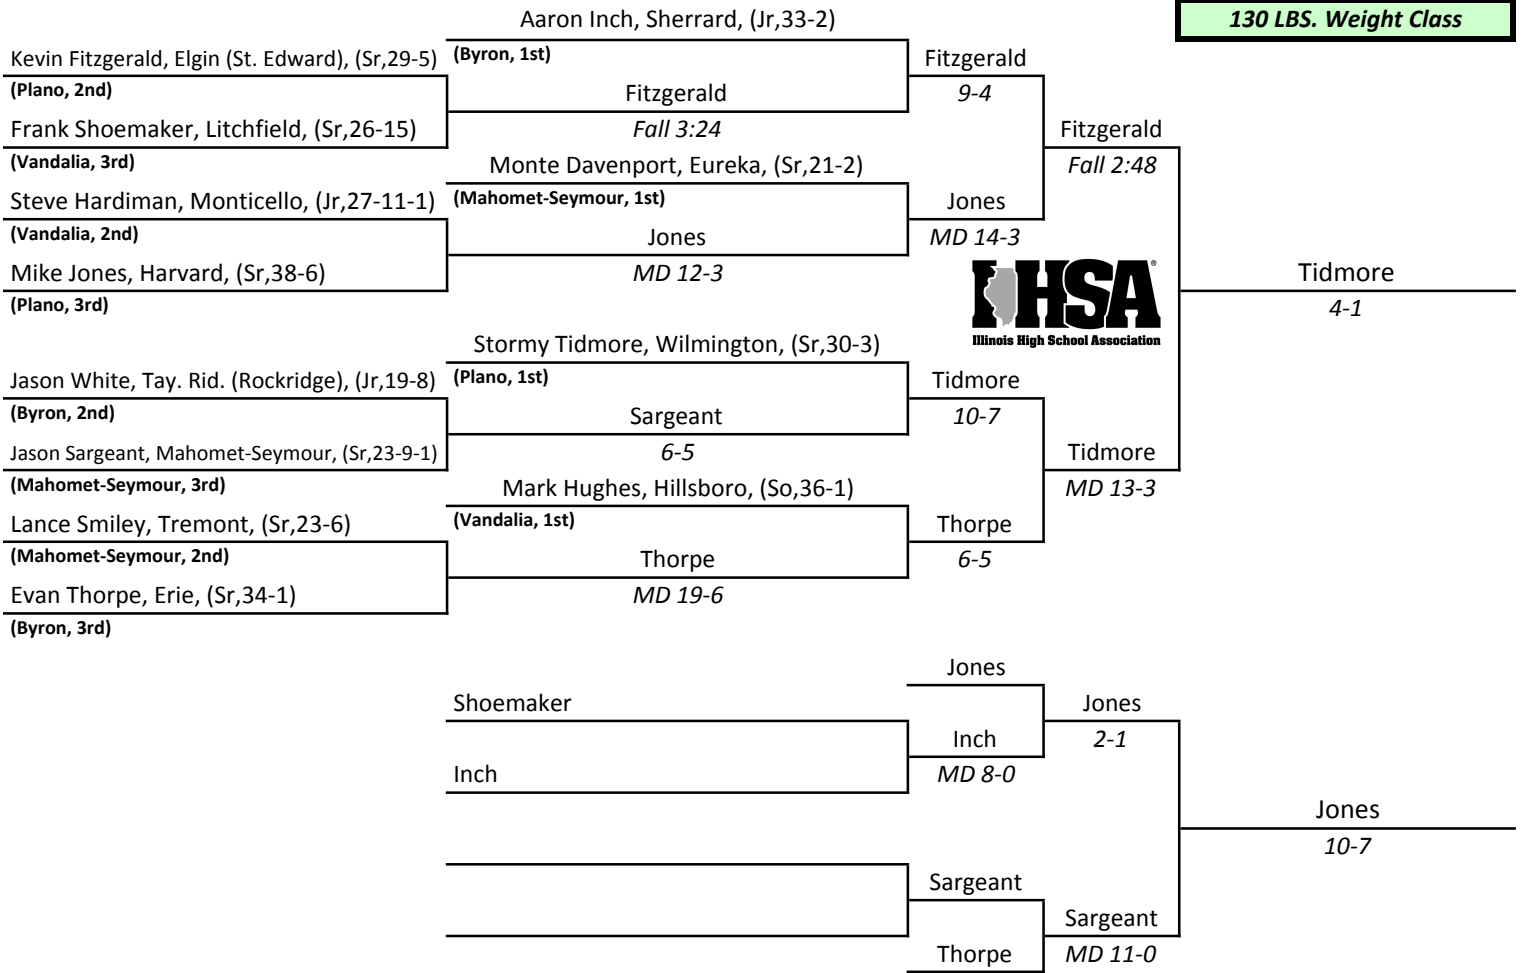 Aaron Inch, Sherrard, (Jr,33-2)
130 LBS. Weight Class
Kevin Fitzgerald, Elgin (St. Edward), (Sr,29-5)
(Byron, 1st)
Fitzgerald
(Plano, 2nd)
Fitzgerald
9-4
Frank Shoemaker, Litchfield, (Sr,26-15)
Fall 3:24
Fitzgerald
(Vandalia, 3rd)
Monte Davenport, Eureka, (Sr,21-2)
Fall 2:48
Steve Hardiman, Monticello, (Jr,27-11-1)
(Mahomet-Seymour, 1st)
Jones
(Vandalia, 2nd)
Jones
MD 14-3
Mike Jones, Harvard, (Sr,38-6)
MD 12-3
IHSA®
Tidmore
(Plano, 3rd)
4-1
Illinois High School Association
Stormy Tidmore, Wilmington, (Sr,30-3)
Jason White, Tay. Rid. (Rockridge), (Jr,19-8)
(Plano, 1st)
Tidmore
(Byron, 2nd)
Sargeant
10-7
Jason Sargeant, Mahomet-Seymour, (Sr,23-9-1)
6-5
Tidmore
(Mahomet-Seymour, 3rd)
Mark Hughes, Hillsboro, (So,36-1)
MD 13-3
Lance Smiley, Tremont, (Sr,23-6)
(Vandalia, 1st)
Thorpe
(Mahomet-Seymour, 2nd)
Thorpe
6-5
Evan Thorpe, Erie, (Sr,34-1)
MD 19-6
(Byron, 3rd)
Jones
Shoemaker
Jones
Inch
2-1
Inch
MD 8-0
Jones
10-7
Sargeant
Sargeant
Thorpe
MD 11-0